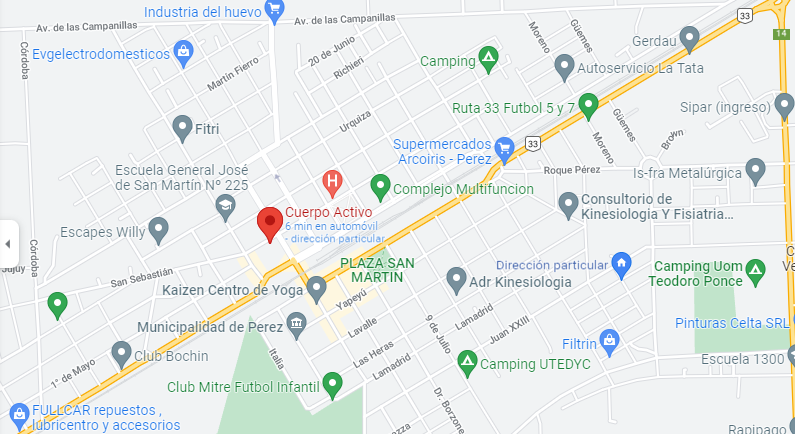 Industria del huevo
Av. de las Campanillas
Av. de las Campanillas
33
Güemes
Moreno
Gerdau
14
20 de Junio
Evgelectrodomesticos
Córdoba
Richieri
Camping
Autoservicio La Tata
Martín Fierro
Ruta 33 Futbol 5 y 7
Sipar (ingreso)
Urquiza
Fitri
Güemes
Moreno
Brown
Supermercados
Arcoiris - Perez
33
Roque Pérez
Is-fra Metalúrgica
Escuela General José
de San Martín Nº 225
Complejo Multifuncion
Cuerpo Activo
6 min en automóvil
- dirección particular
Consultorio de
Kinesiologia Y Fisiatria...
Escapes Willy
Córdoba
Jujuy
San Sebastián
PLAZA SAN
MARTIN
Dirección particular
Camping Uom
Teodoro Ponce
Kaizen Centro de Yoga
Adr Kinesiologia
Yapeyú
Municipalidad de Perez
Lavalle
9 de Julio
Lamadrid
Juan XXIII
Pinturas Celta SRL
Filtrin
Italia
Las Heras
Club Bochin
Lamadrid
Camping UTEDYC
Escuela 1300
1° de Mayo
Club Mitre Futbol Infantil
Dr. Borzone
FULLCAR repuestos ,
lubricentro y accesorios
Rapipago